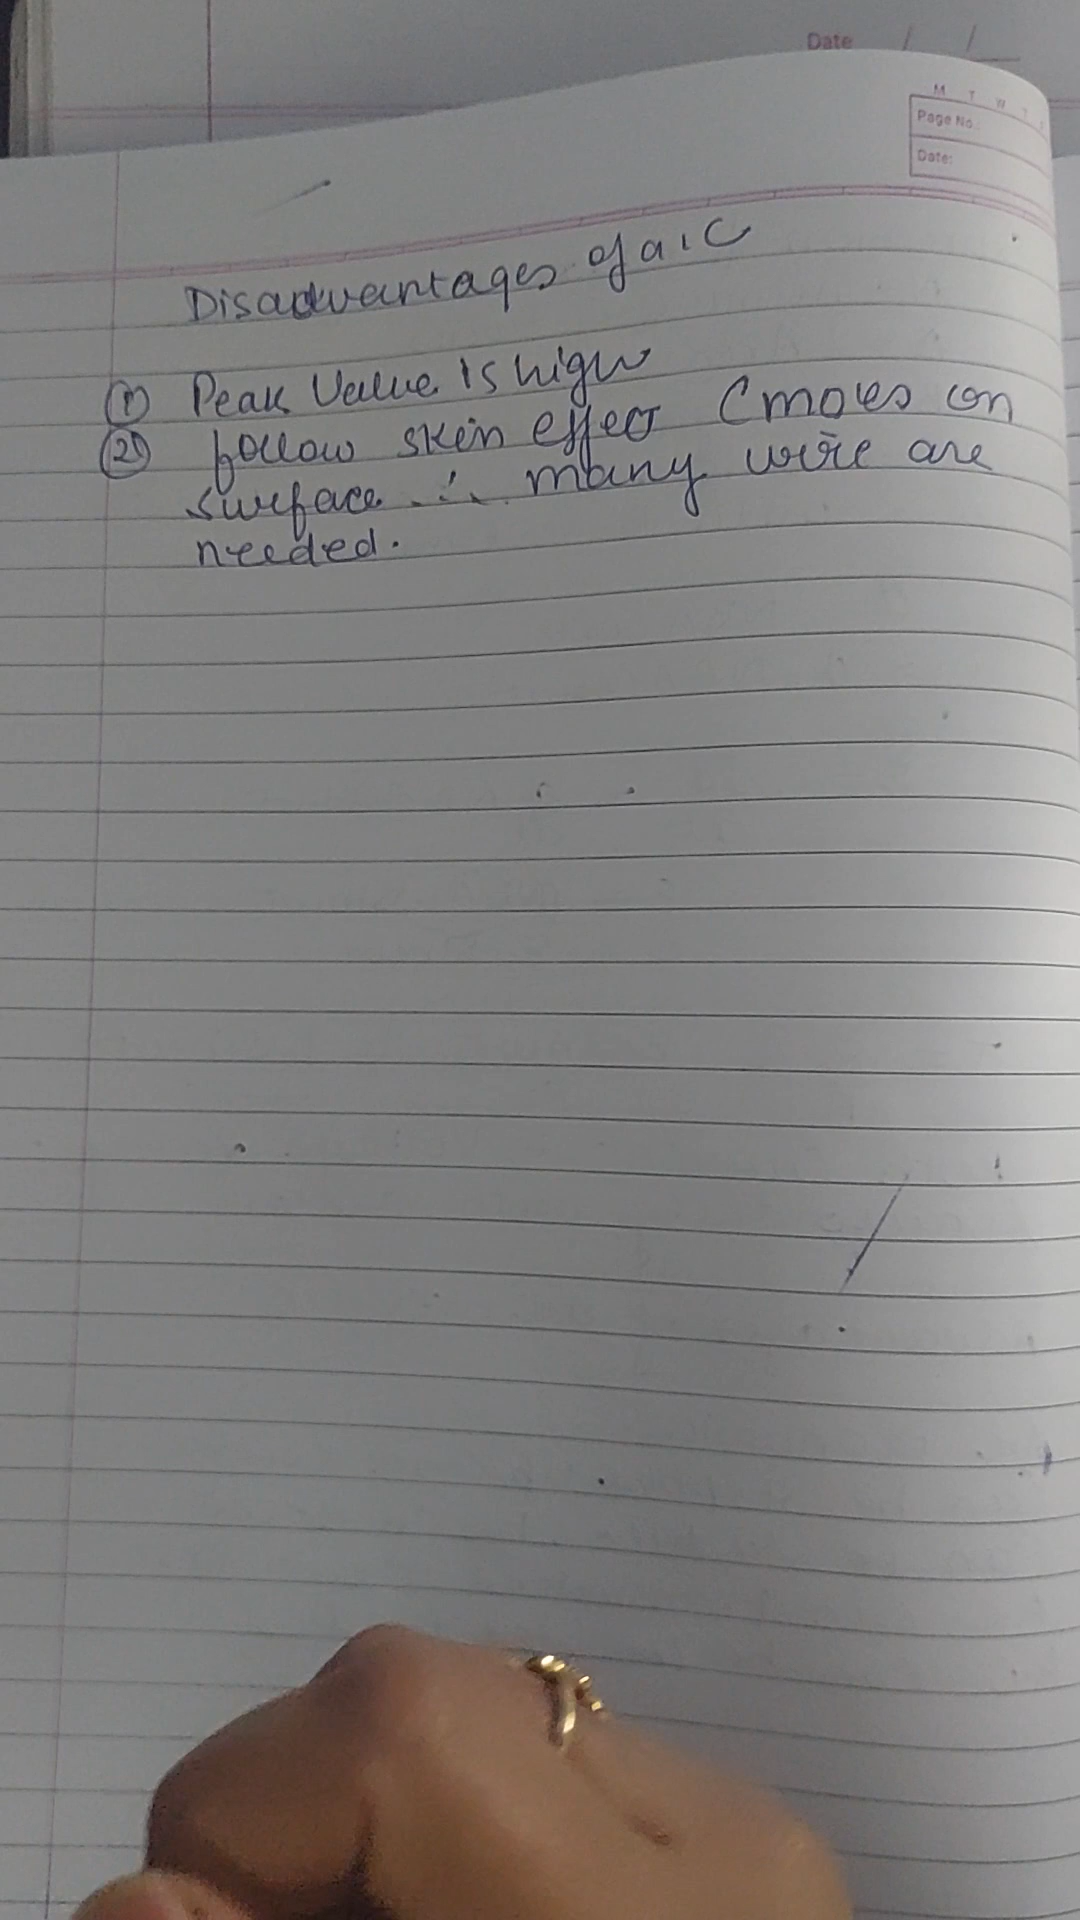 Date / /
M T W T
Page No.:
Date:
Disadvantages of a.c
① Peak Value is high
② follow skin effect (moves on
surface ∴ many wire are
needed.